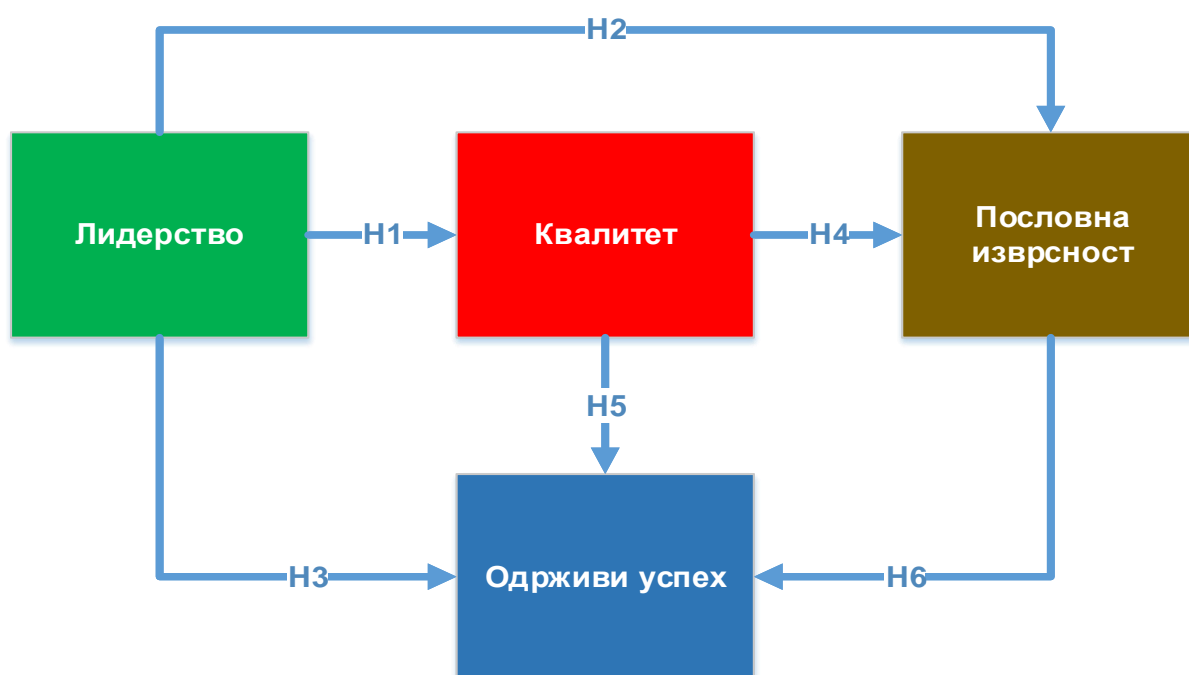 H2
Лидерство
H1
Квалитет
H4
Пословна
изврсност
H5
H3
Одрживи успех
H6